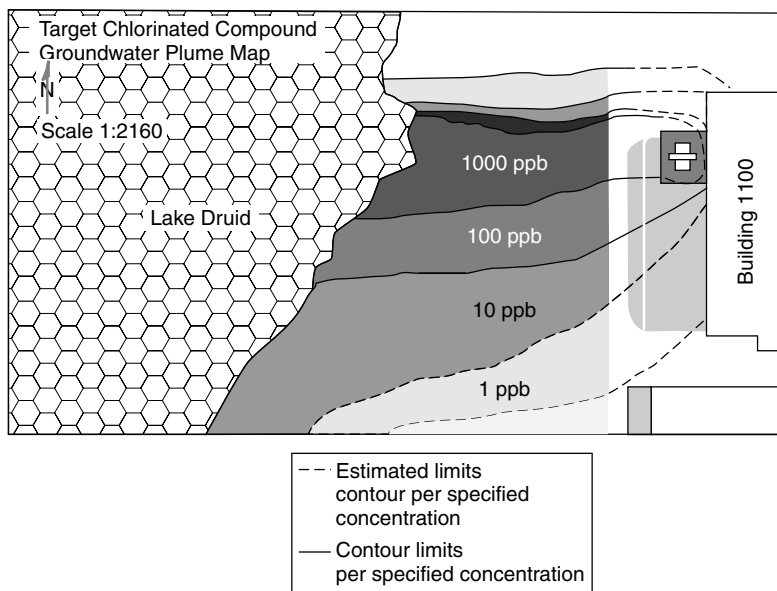 Target Chlorinated Compound
Groundwater Plume Map
N
Scale 1:2160
Lake Druid
1000 ppb
100 ppb
10 ppb
1 ppb
Building 1100
Estimated limits
contour per specified
concentration
Contour limits
per specified concentration